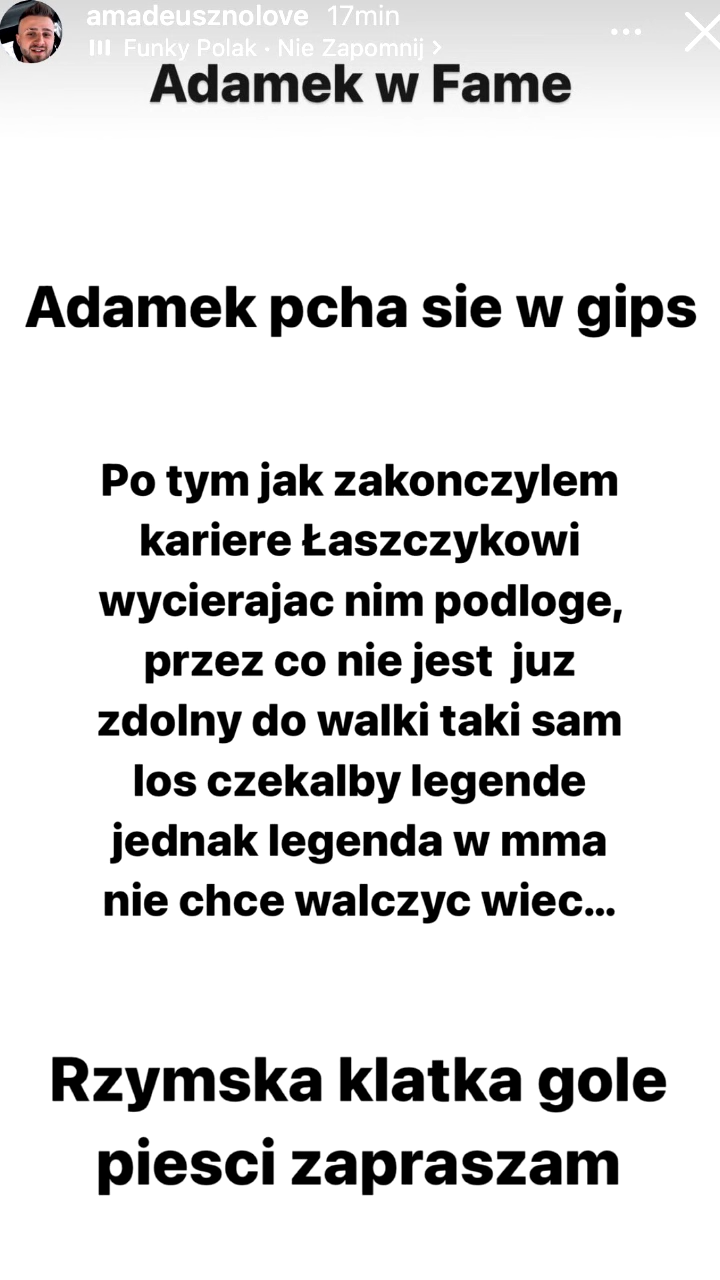 amadeusznolove 17min
Funky Polak · Nie Zapomnij >
Adamek w Fame
Adamek pcha sie w gips
Po tym jak zakonczylem
kariere Łaszczykowi
wycierajac nim podloge,
przez co nie jest juz
zdolny do walki taki sam
los czekalby legende
jednak legenda w mma
nie chce walczyc wiec...
Rzymska klatka gole
piesci zapraszam